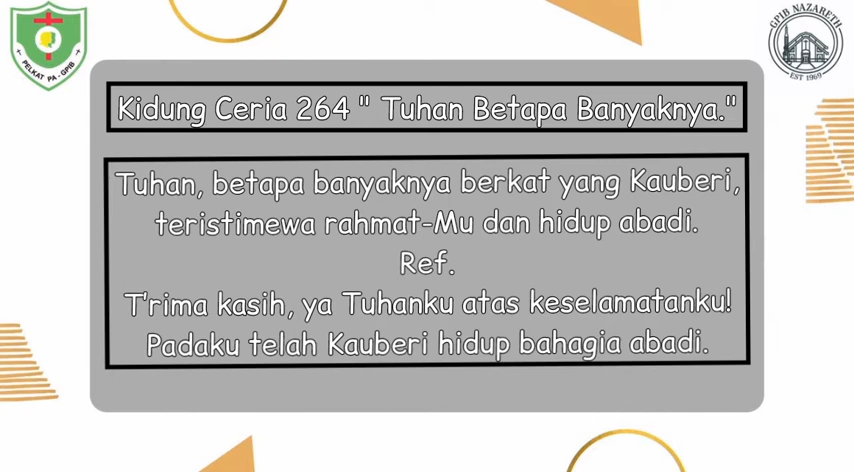 PELKAT PA - GPIB
GPIB NAZARETH
EST 1969
Kidung Ceria 264 " Tuhan Betapa Banyaknya."
Tuhan, betapa banyaknya berkat yang Kauberi,
teristimewa rahmat-Mu dan hidup abadi.
Ref.
T'rima kasih, ya Tuhanku atas keselamatanku!
Padaku telah Kauberi hidup bahagia abadi.